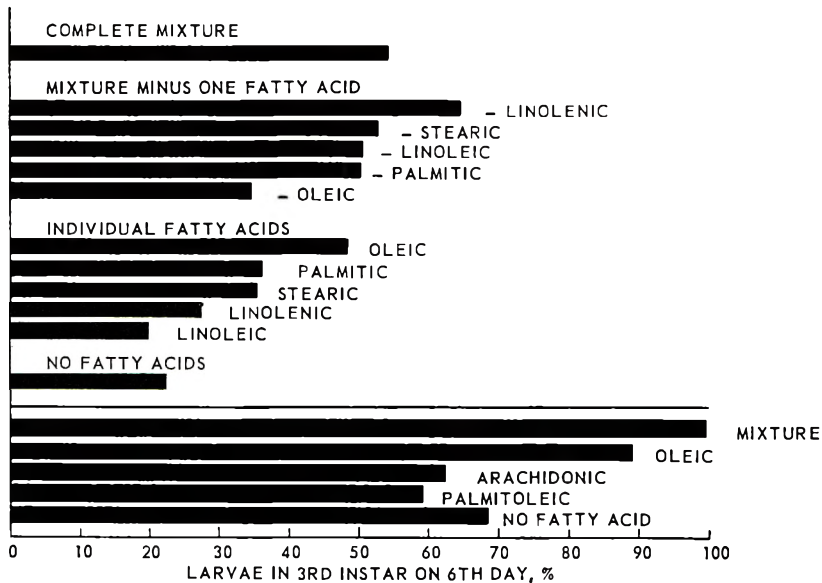 COMPLETE MIXTURE
MIXTURE MINUS ONE FATTY ACID
– LINOLENIC
– STEARIC
– LINOLEIC
– PALMITIC
– OLEIC
INDIVIDUAL FATTY ACIDS
OLEIC
PALMITIC
STEARIC
LINOLENIC
LINOLEIC
NO FATTY ACIDS
MIXTURE
OLEIC
ARACHIDONIC
PALMITOLEIC
NO FATTY ACID
0 10 20 30 40 50 60 70 80 90 100
LARVAE IN 3RD INSTAR ON 6TH DAY, %